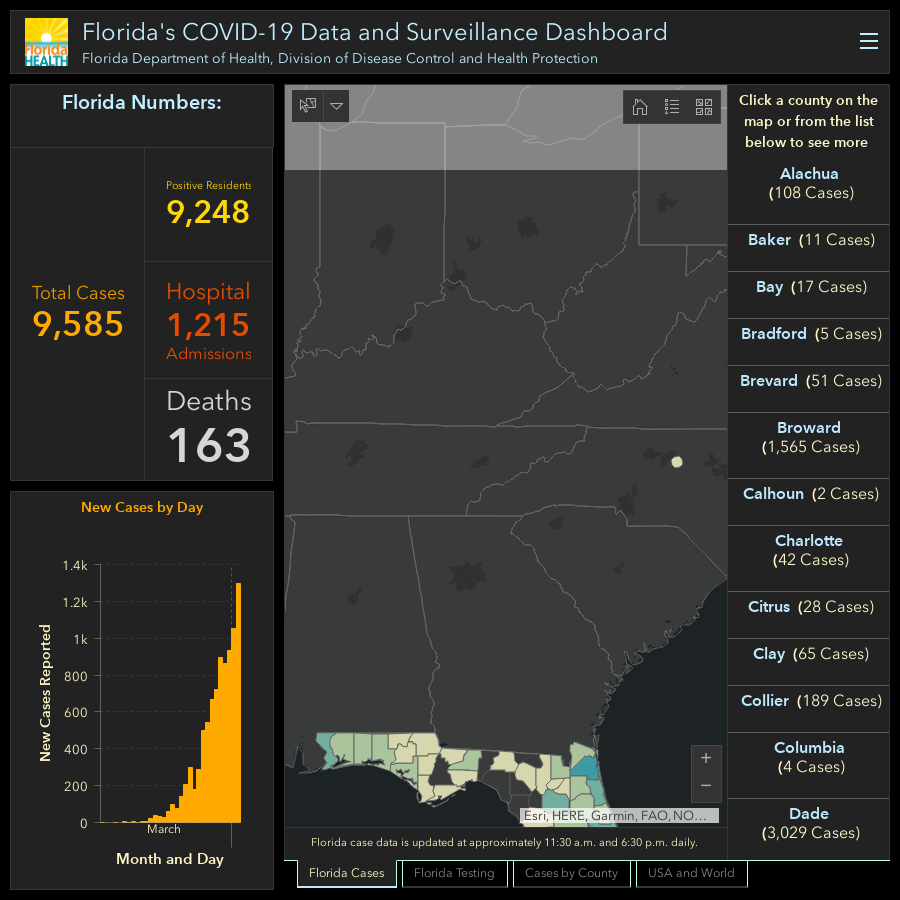 Florida HEALTH
Florida's COVID-19 Data and Surveillance Dashboard
Florida Department of Health, Division of Disease Control and Health Protection
Florida Numbers:
Total Cases
9,585
Positive Residents
9,248
Hospital
1,215
Admissions
Deaths
163
New Cases by Day
New Cases Reported
1.4k
1.2k
1k
800
600
400
200
0
March
Month and Day
+
−
Esri, HERE, Garmin, FAO, NO…
Florida case data is updated at approximately 11:30 a.m. and 6:30 p.m. daily.
Florida Cases
Florida Testing
Cases by County
USA and World
Click a county on the
map or from the list
below to see more
Alachua
(108 Cases)
Baker (11 Cases)
Bay (17 Cases)
Bradford (5 Cases)
Brevard (51 Cases)
Broward
(1,565 Cases)
Calhoun (2 Cases)
Charlotte
(42 Cases)
Citrus (28 Cases)
Clay (65 Cases)
Collier (189 Cases)
Columbia
(4 Cases)
Dade
(3,029 Cases)